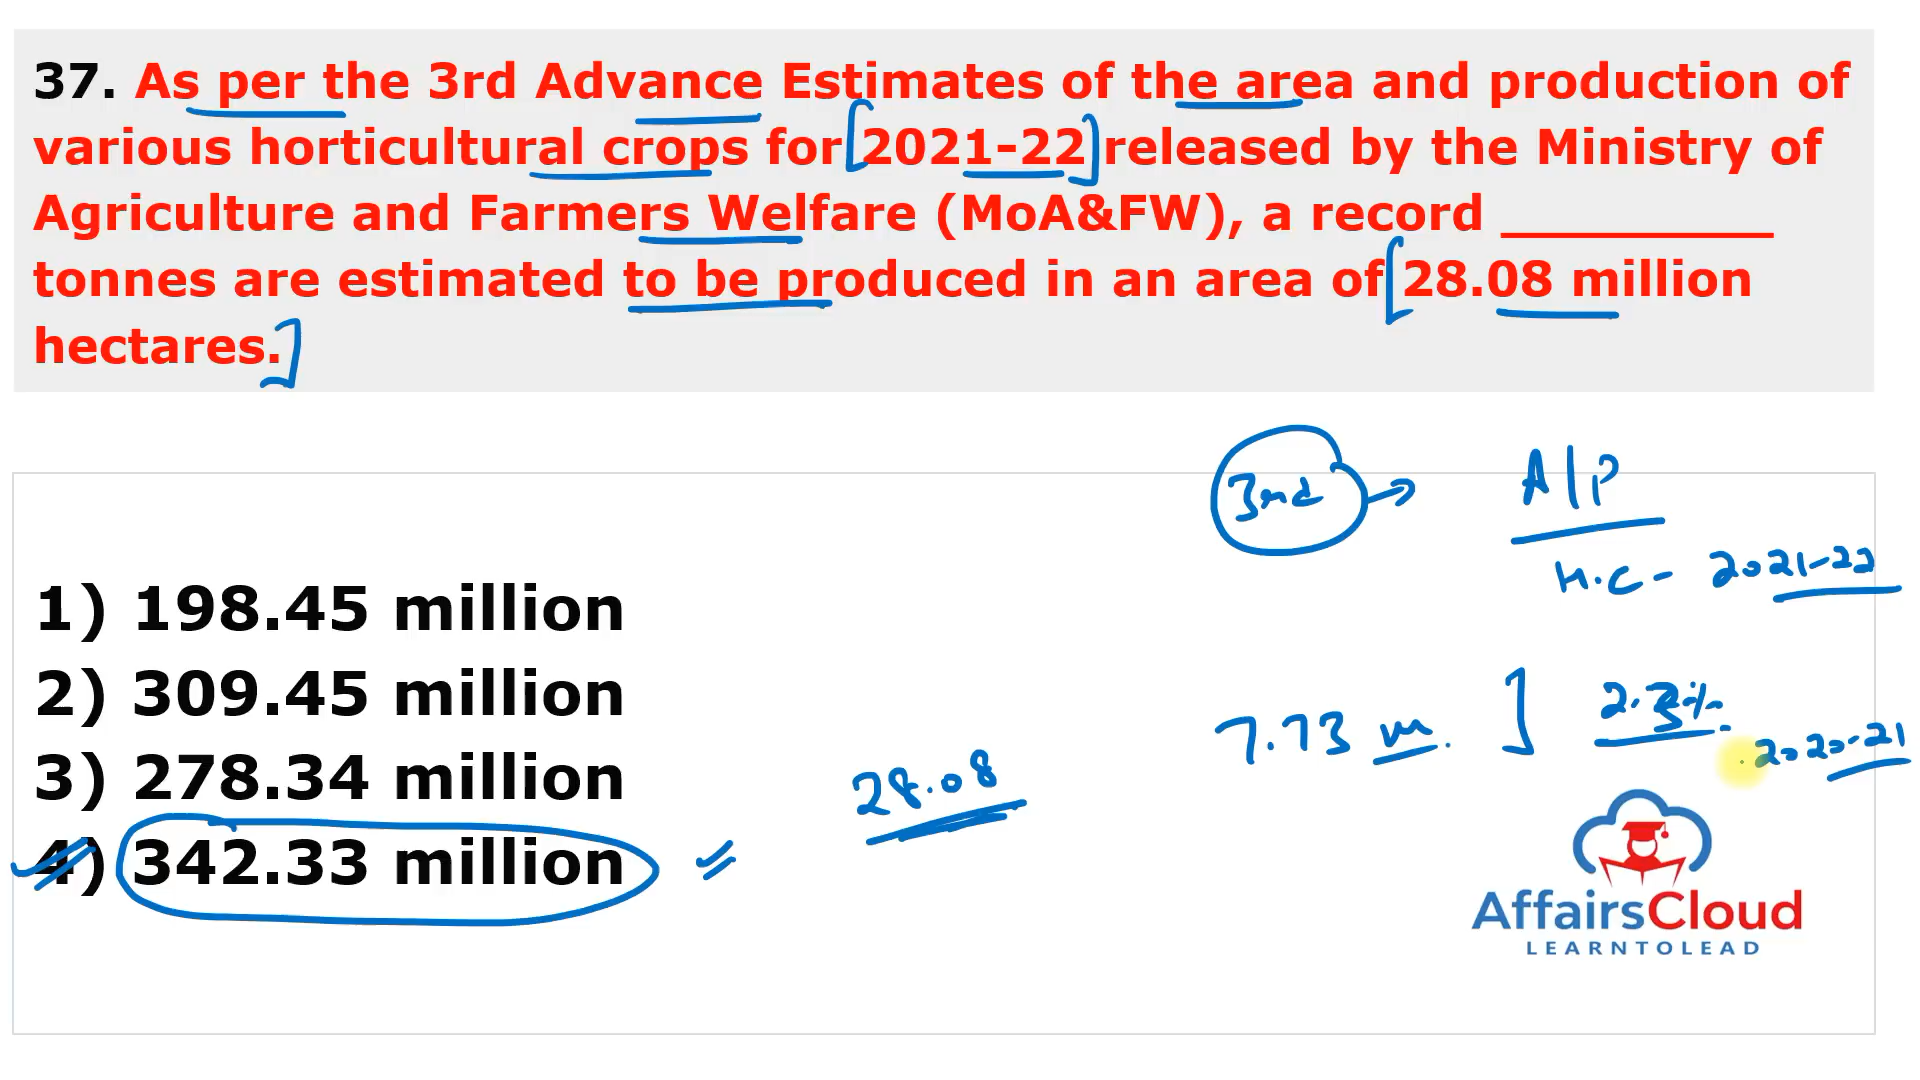 37. As per the 3rd Advance Estimates of the area and production of
various horticultural crops for 2021-22 released by the Ministry of
Agriculture and Farmers Welfare (MoA&FW), a record __________
tonnes are estimated to be produced in an area of 28.08 million
hectares.
3rd → A/P
H.C - 2021-22
1) 198.45 million
2) 309.45 million
3) 278.34 million
4) 342.33 million
28.08
7.73 m.
2020-21
AffairsCloud
LEARNTOLEAD